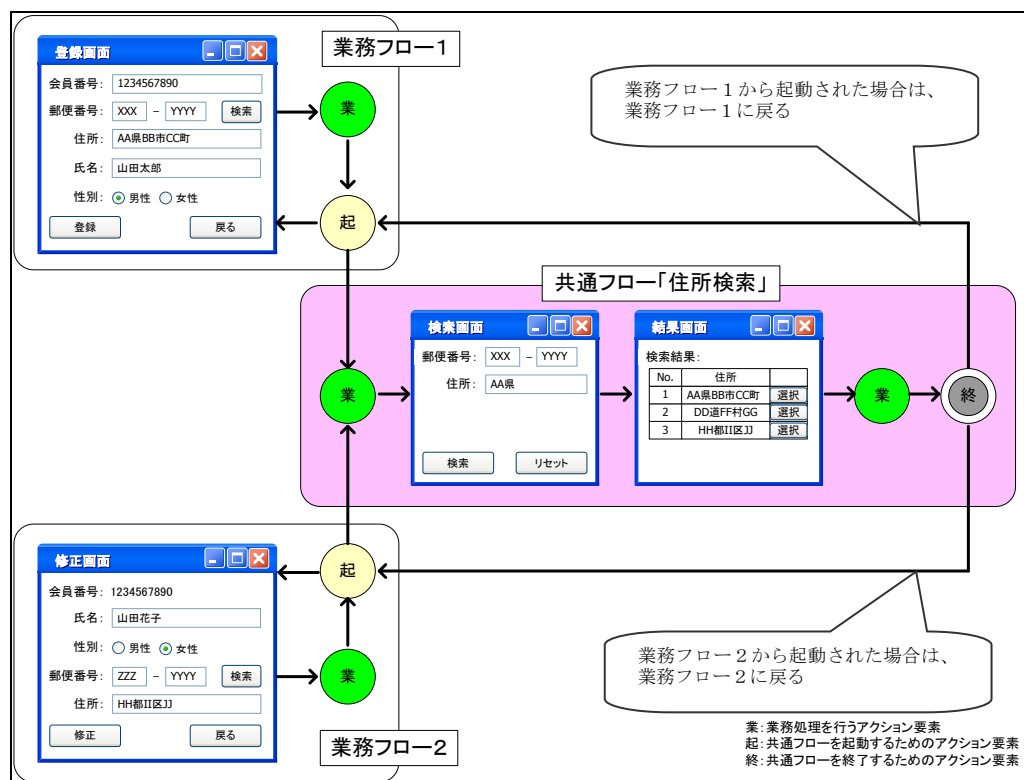 業務フロー1
登録画面
会員番号: 1234567890
郵便番号: XXX - YYYY 検索
住所: AA県BB市CC町
氏名: 山田太郎
性別: 男性 女性
登録 戻る
業
起
業務フロー1から起動された場合は、
業務フロー1に戻る
共通フロー「住所検索」
業
検索画面
郵便番号: XXX - YYYY
住所: AA県
検索 リセット
結果画面
検索結果:
No. 住所
1 AA県BB市CC町 選択
2 DD道FF村GG 選択
3 HH都II区JJ 選択
業
終
修正画面
会員番号: 1234567890
氏名: 山田花子
性別: 男性 女性
郵便番号: ZZZ - YYYY 検索
住所: HH都II区JJ
修正 戻る
起
業
業務フロー2
業務フロー2から起動された場合は、
業務フロー2に戻る
業:業務処理を行うアクション要素
起:共通フローを起動するためのアクション要素
終:共通フローを終了するためのアクション要素